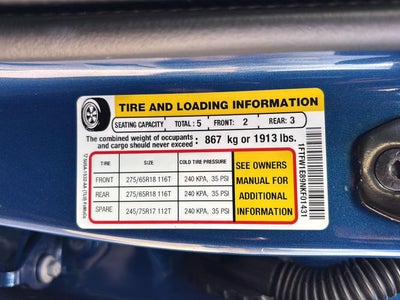 TIRE AND LOADING INFORMATION
SEATING CAPACITY TOTAL : 5 FRONT: 2 REAR: 3
The combined weight of occupants
and cargo should never exceed : 867 kg or 1913 lbs.
TIRE SIZE COLD TIRE PRESSURE
FRONT 275/65R18 116T 240 KPA, 35 PSI
REAR 275/65R18 116T 240 KPA, 35 PSI
SPARE 245/75R17 112T 240 KPA, 35 PSI
SEE OWNERS
MANUAL FOR
ADDITIONAL
INFORMATION
1FTFW1E89NKF01431